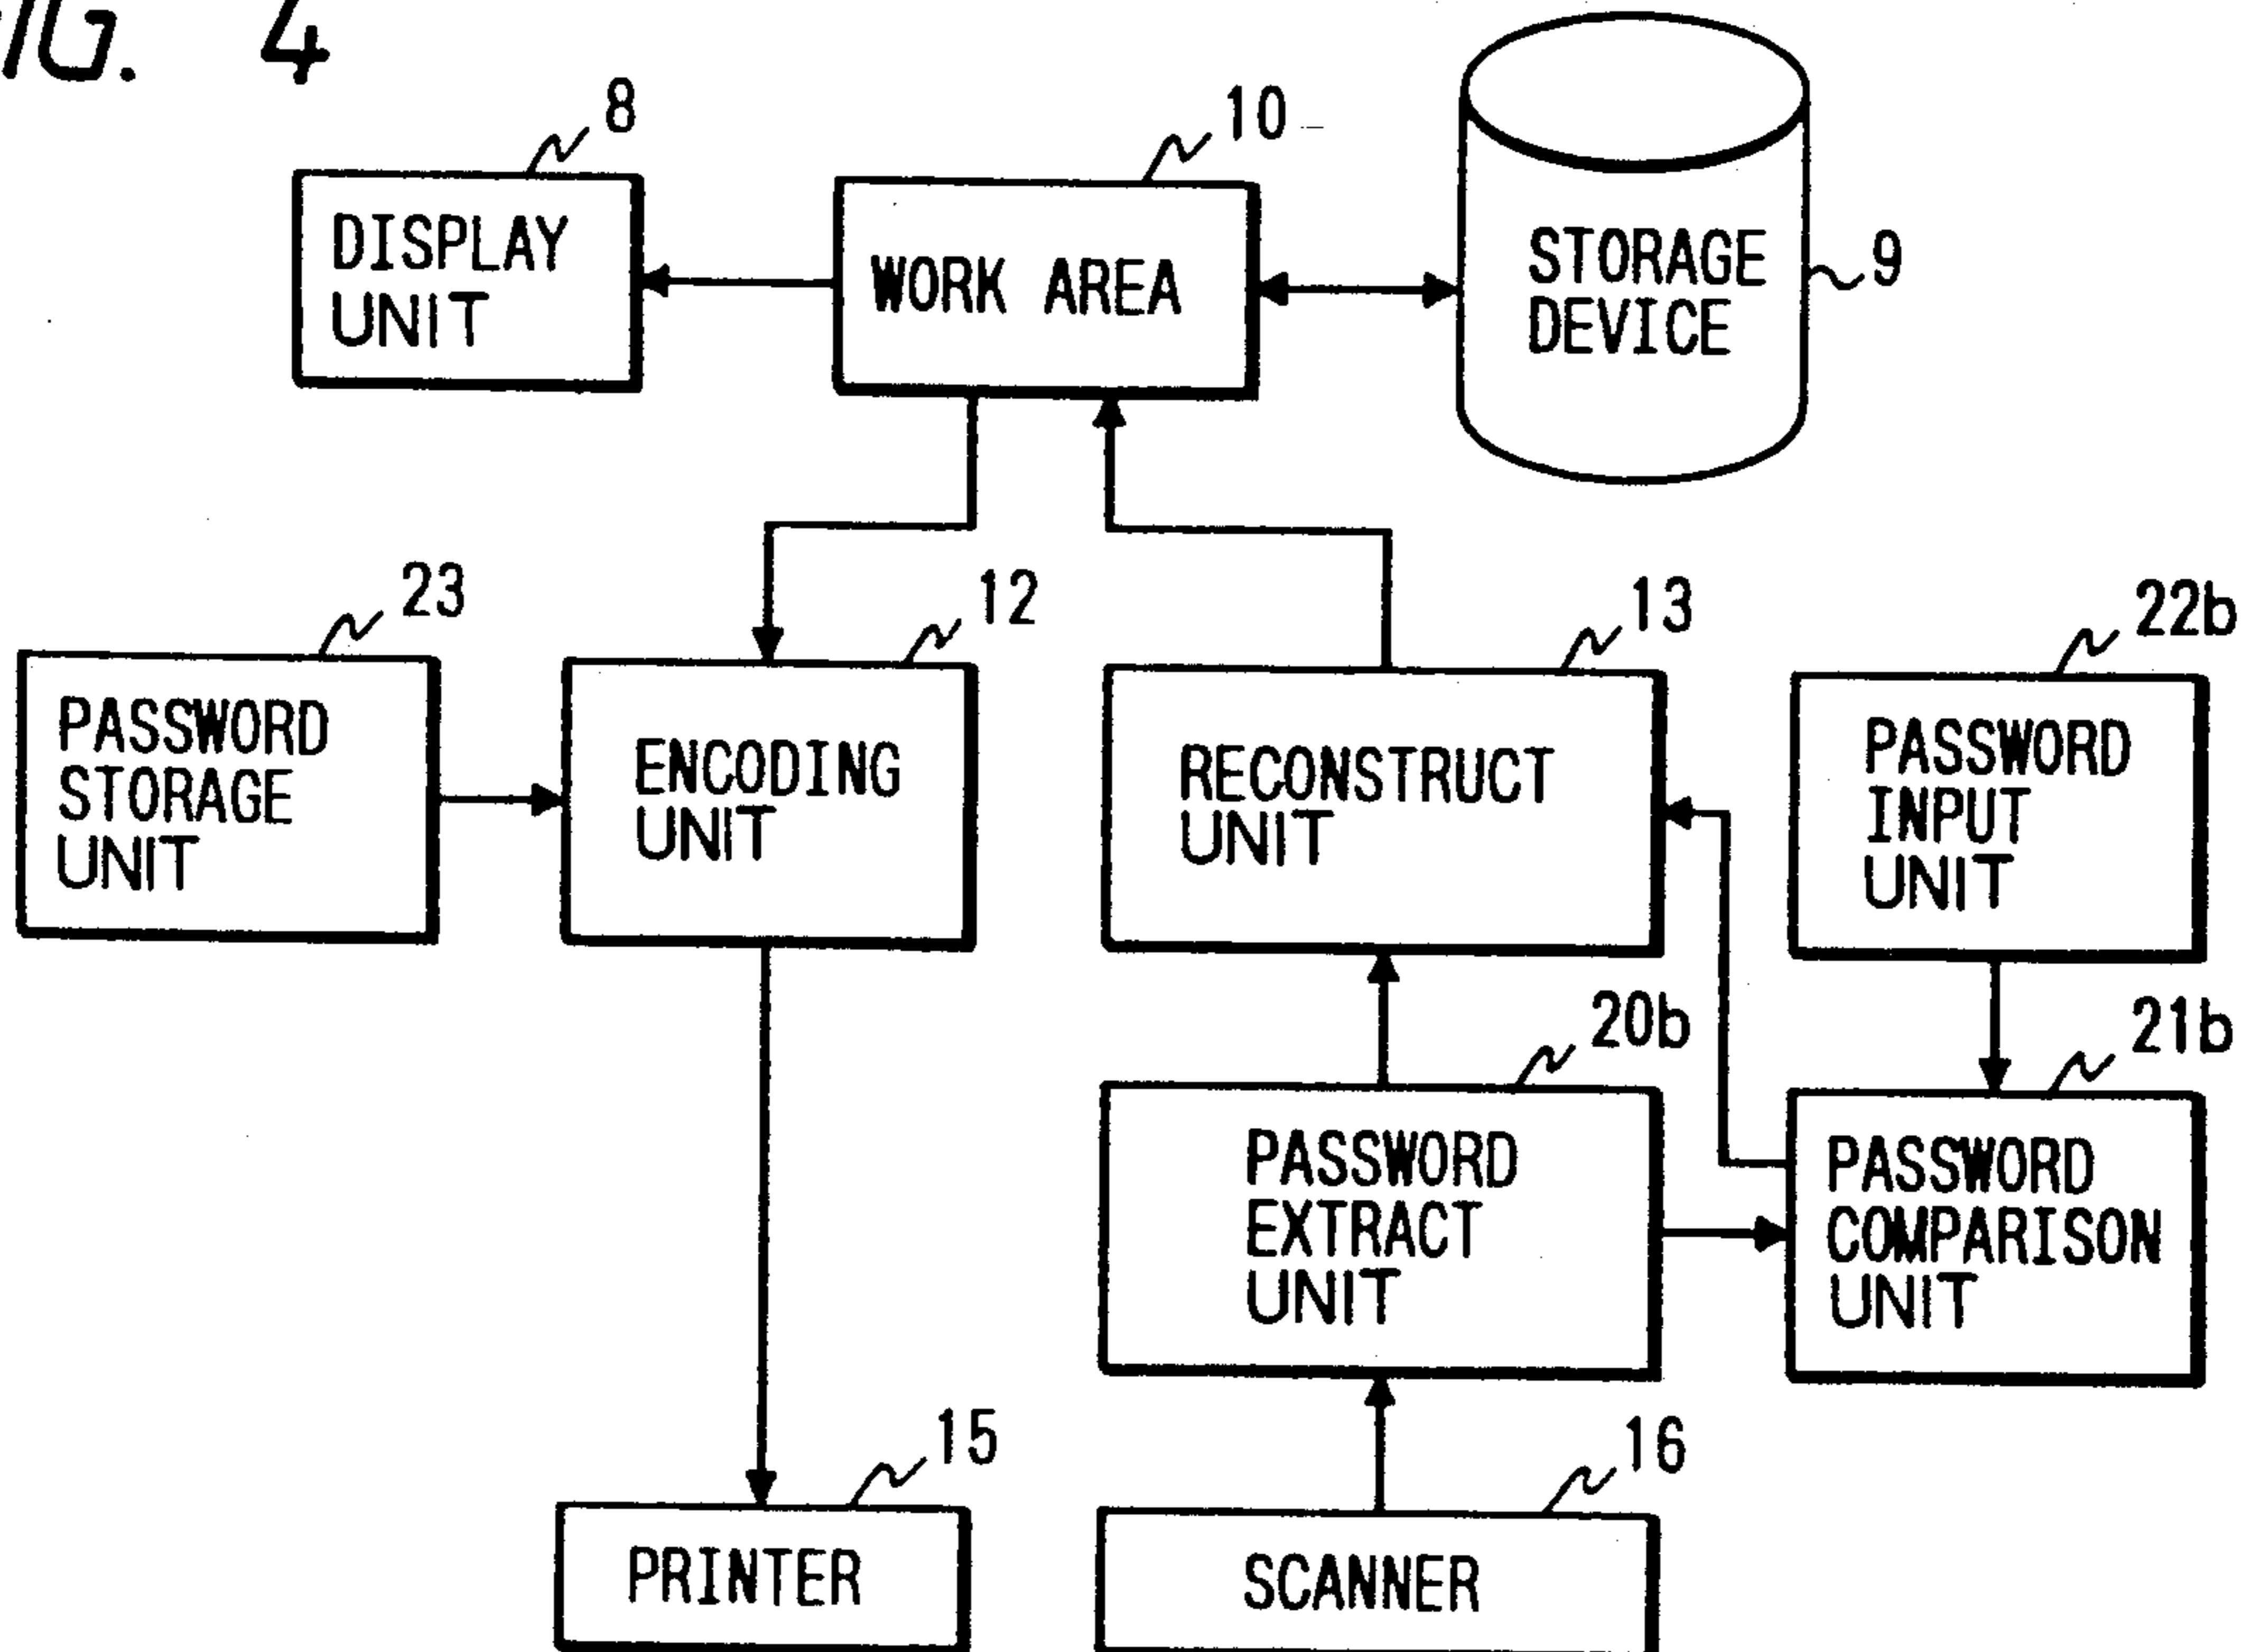 FIG. 4
8
10
DISPLAY
UNIT
WORK AREA
STORAGE
DEVICE
9
23
12
13
22b
PASSWORD
STORAGE
UNIT
ENCODING
UNIT
RECONSTRUCT
UNIT
PASSWORD
INPUT
UNIT
20b
21b
PASSWORD
EXTRACT
UNIT
PASSWORD
COMPARISON
UNIT
15
16
PRINTER
SCANNER